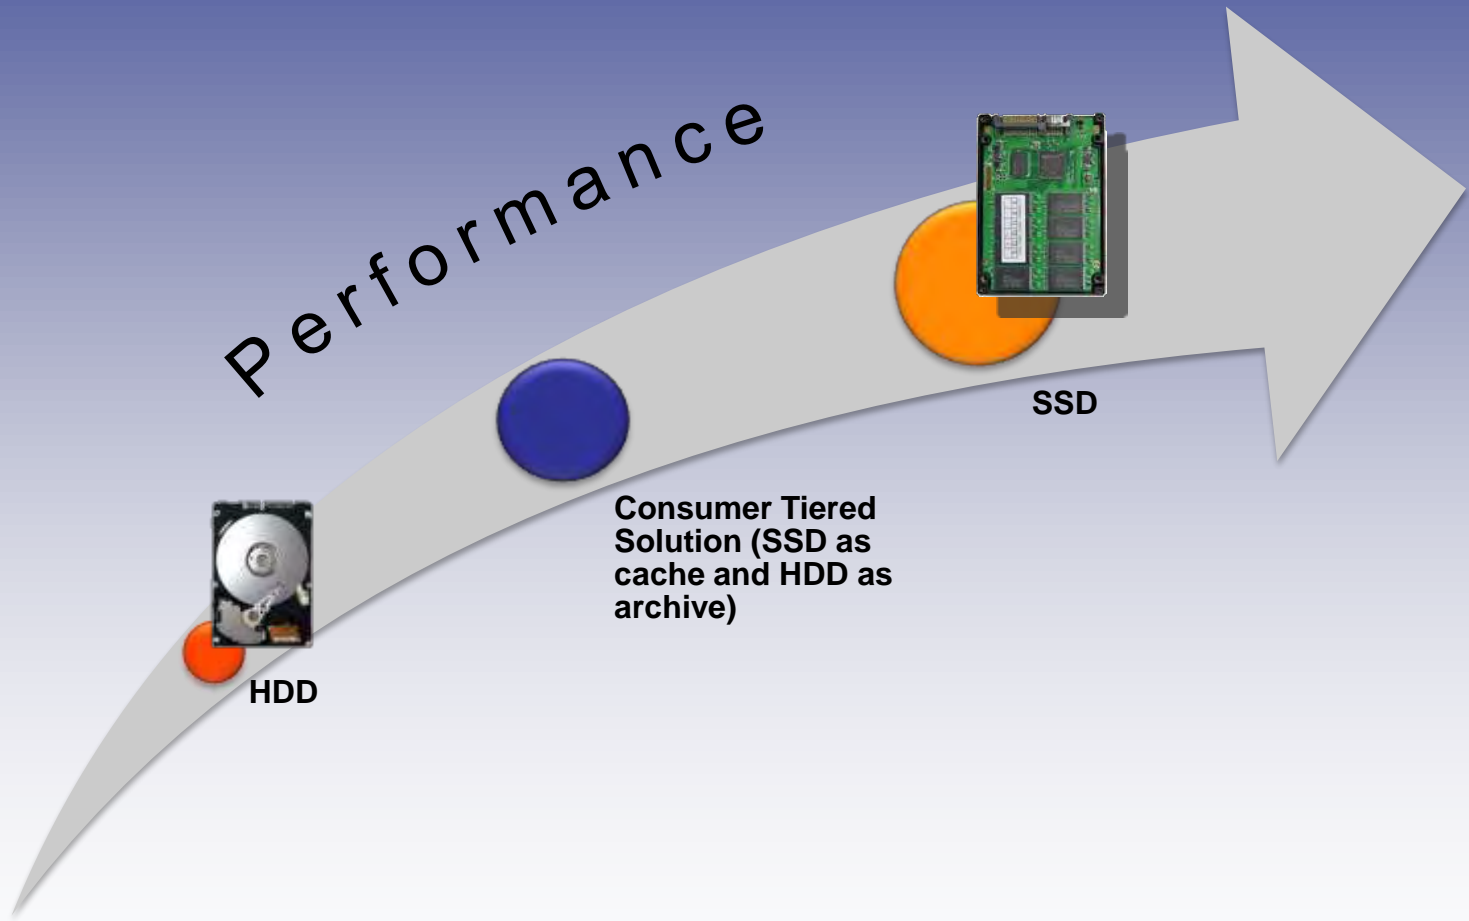 Performance
SSD
Consumer Tiered
Solution (SSD as
cache and HDD as
archive)
HDD